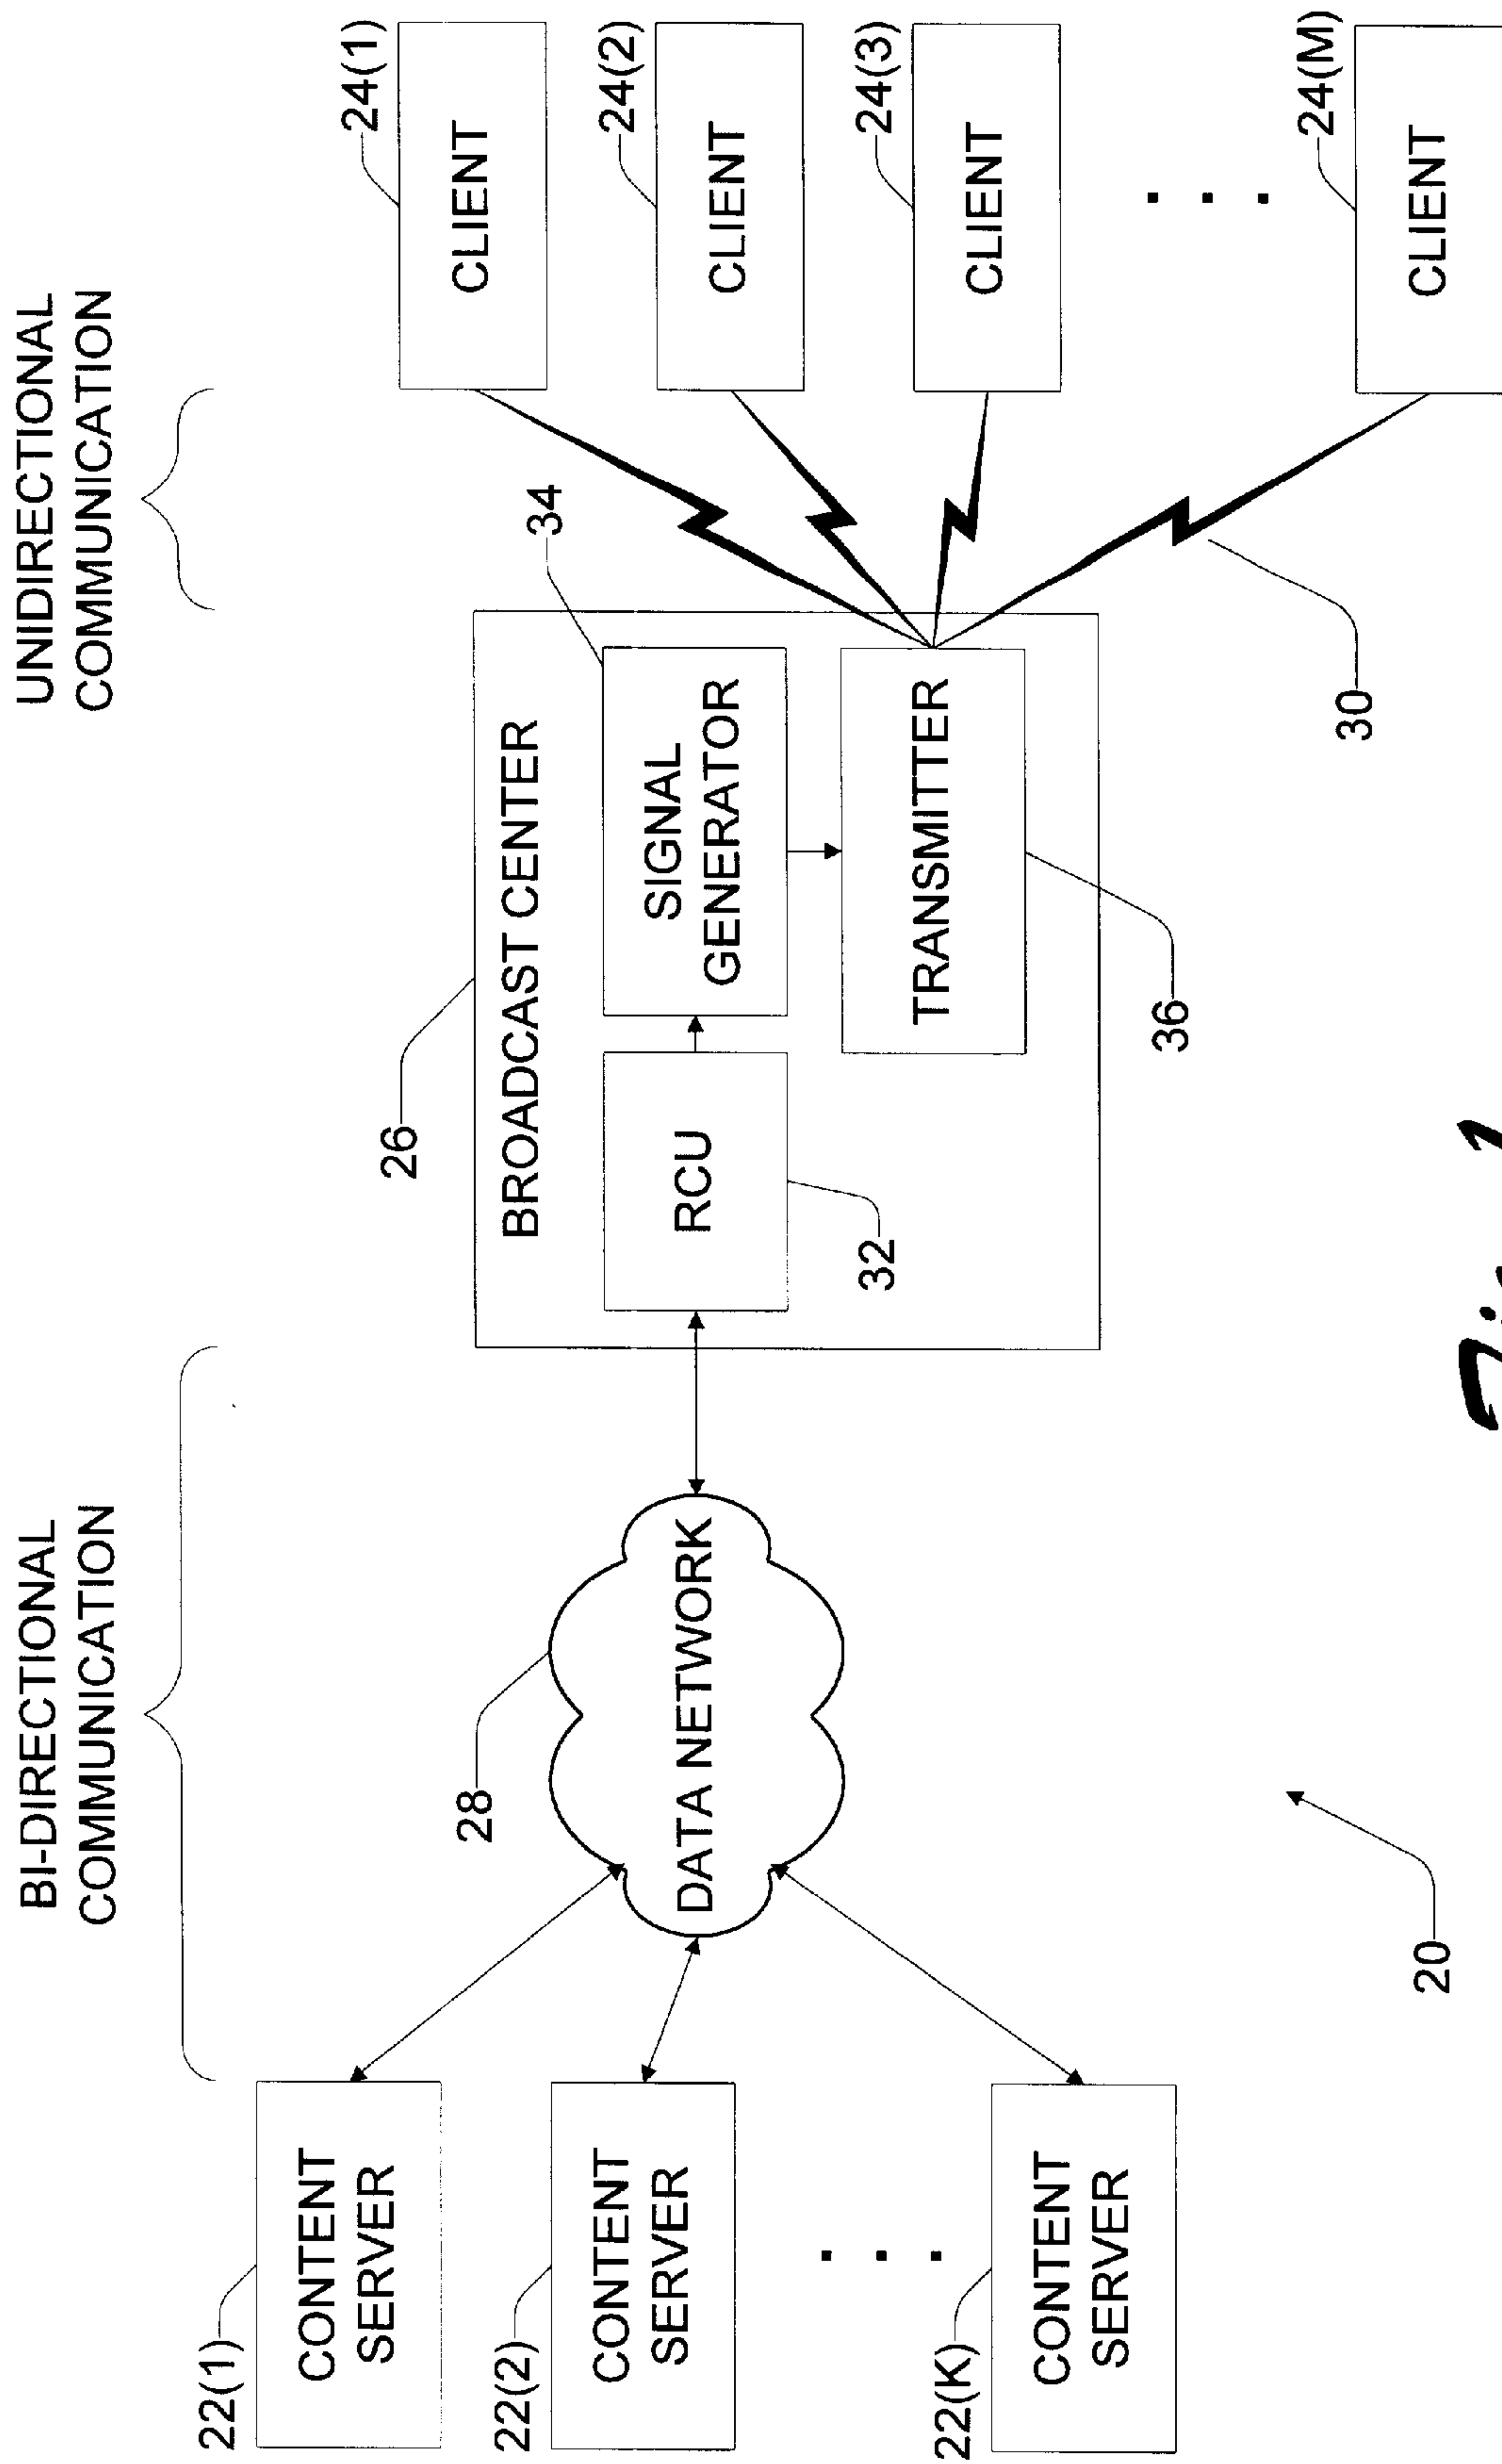 BI-DIRECTIONAL
COMMUNICATION
UNIDIRECTIONAL
COMMUNICATION
22(1)
CONTENT
SERVER
22(2)
CONTENT
SERVER
. . .
22(K)
CONTENT
SERVER
28
DATA NETWORK
20
26
BROADCAST CENTER
RCU
32
34
SIGNAL
GENERATOR
TRANSMITTER
36
30
24(1)
CLIENT
24(2)
CLIENT
24(3)
CLIENT
. . .
24(M)
CLIENT